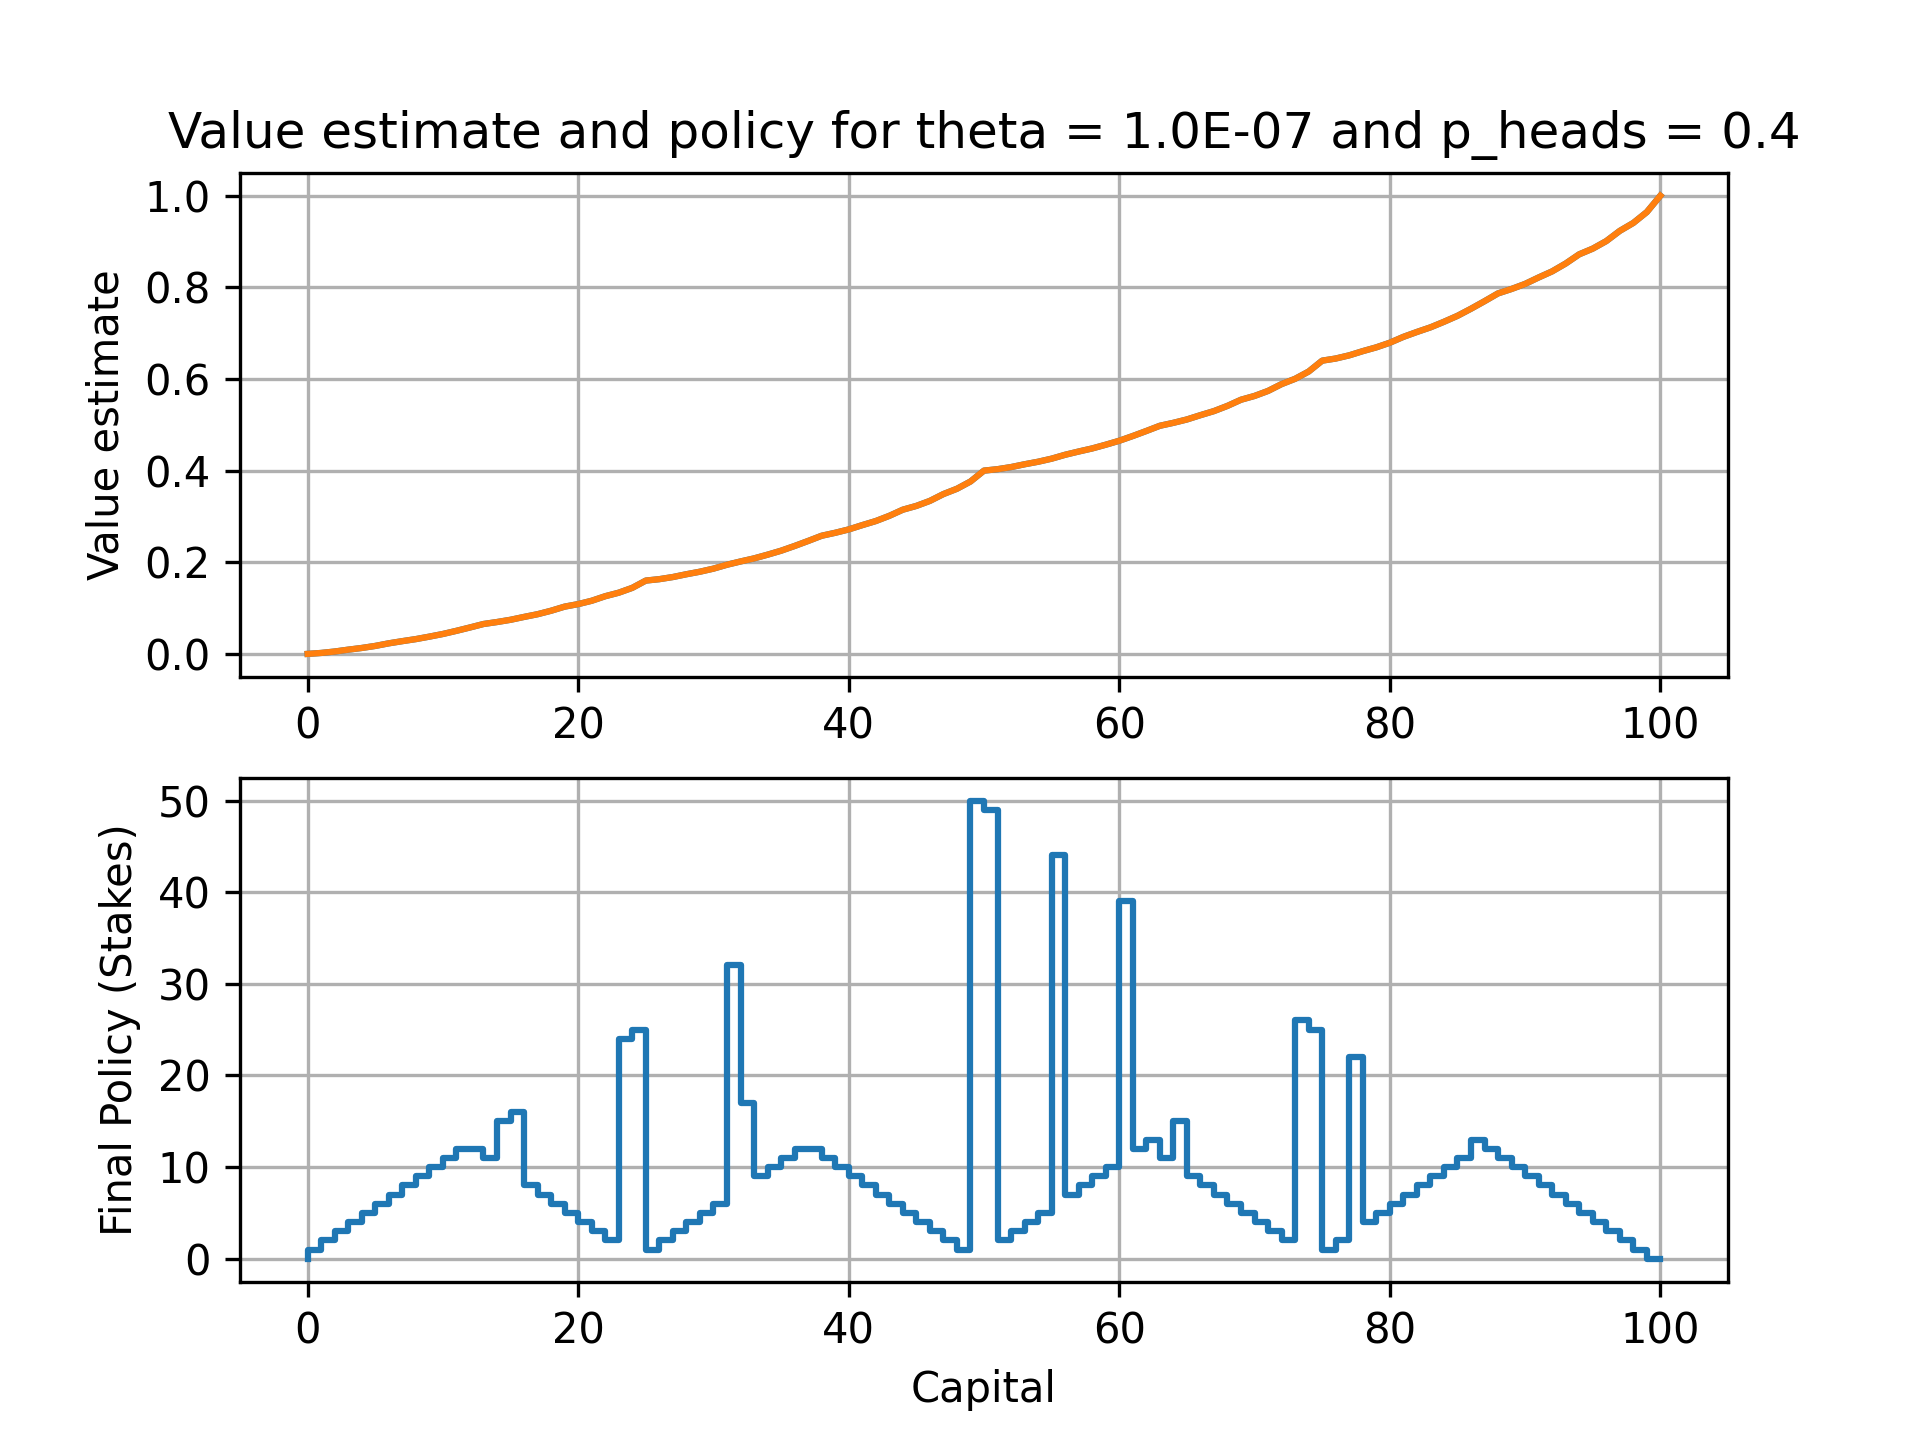 Value estimate and policy for theta = 1.0E-07 and p_heads = 0.4
Value estimate
1.0
0.8
0.6
0.4
0.2
0.0
0 20 40 60 80 100
Final Policy (Stakes)
50
40
30
20
10
0
0 20 40 60 80 100
Capital